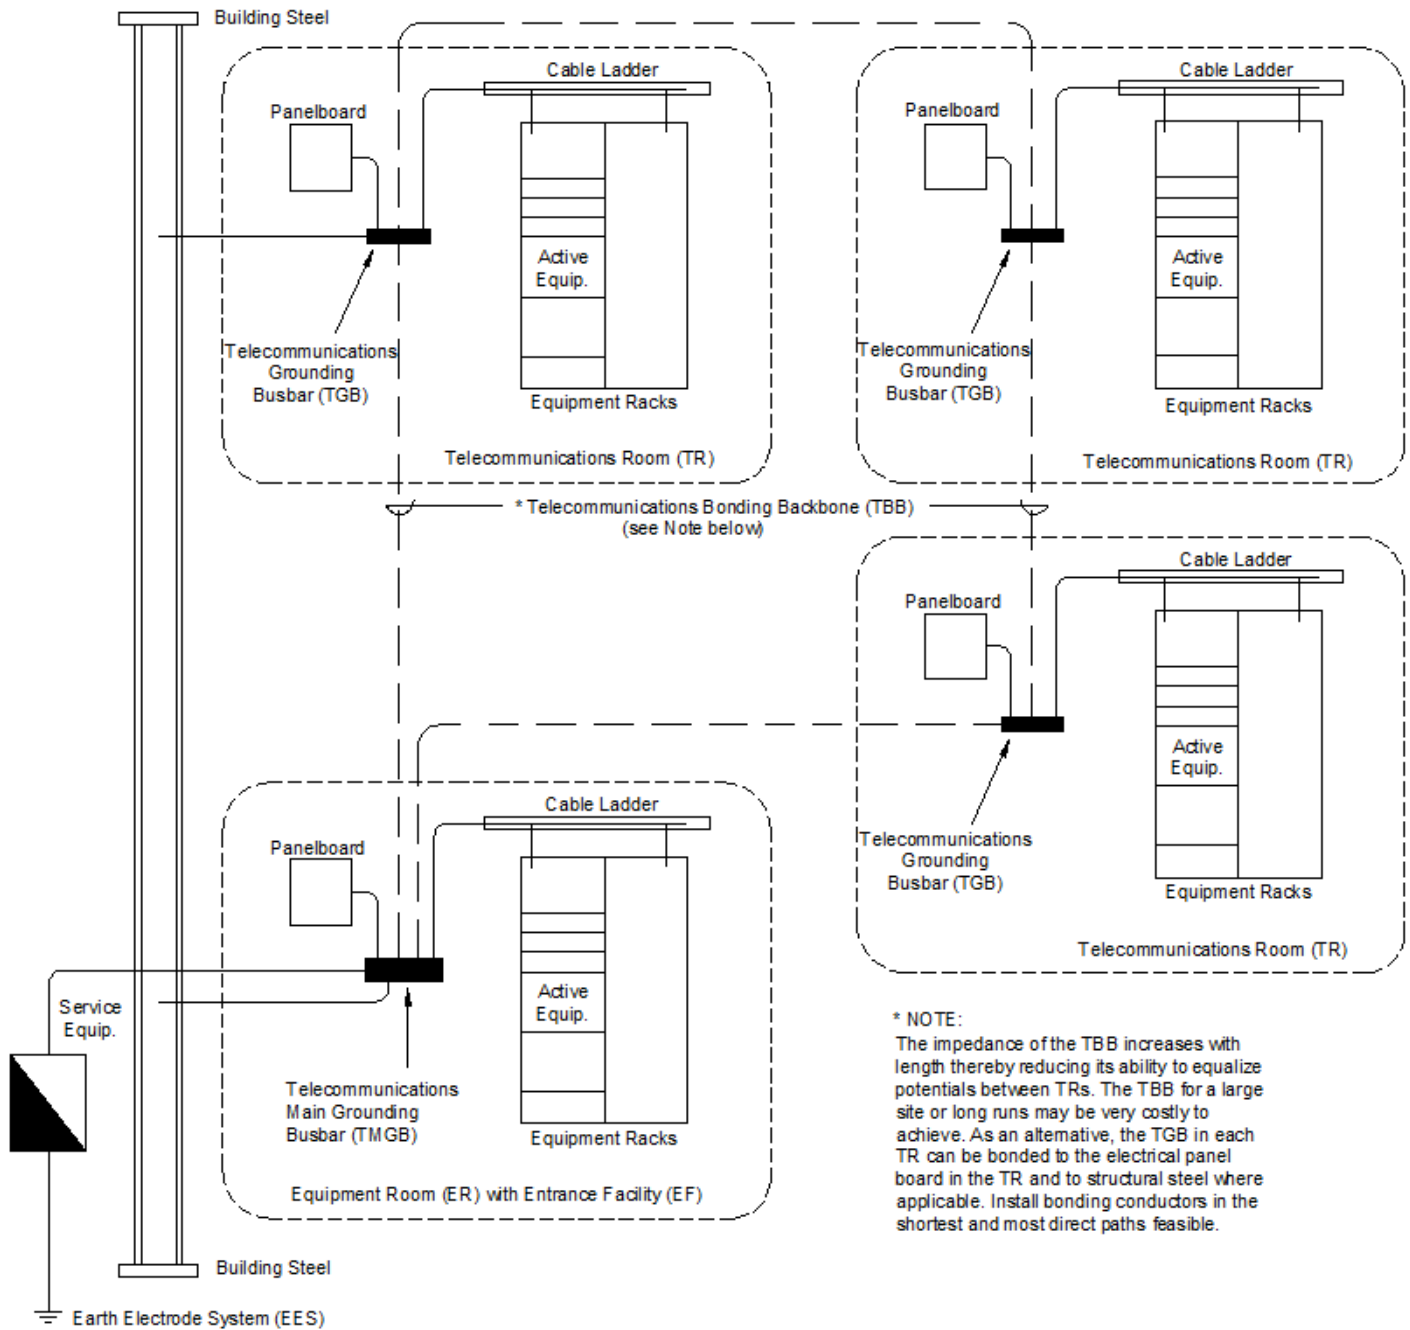 Building Steel
Cable Ladder
Panelboard
Active
Equip.
Telecommunications
Grounding
Busbar (TGB)
Equipment Racks
Telecommunications Room (TR)
Cable Ladder
Panelboard
Active
Equip.
Telecommunications
Grounding
Busbar (TGB)
Equipment Racks
Telecommunications Room (TR)
* Telecommunications Bonding Backbone (TBB)
(see Note below)
Cable Ladder
Panelboard
Active
Equip.
Telecommunications
Grounding
Busbar (TGB)
Equipment Racks
Telecommunications Room (TR)
Cable Ladder
Panelboard
Active
Equip.
Service
Equip.
Telecommunications
Main Grounding
Busbar (TMGB)
Equipment Racks
Equipment Room (ER) with Entrance Facility (EF)
* NOTE:
The impedance of the TBB increases with
length thereby reducing its ability to equalize
potentials between TRs. The TBB for a large
site or long runs may be very costly to
achieve. As an alternative, the TGB in each
TR can be bonded to the electrical panel
board in the TR and to structural steel where
applicable. Install bonding conductors in the
shortest and most direct paths feasible.
Building Steel
Earth Electrode System (EES)